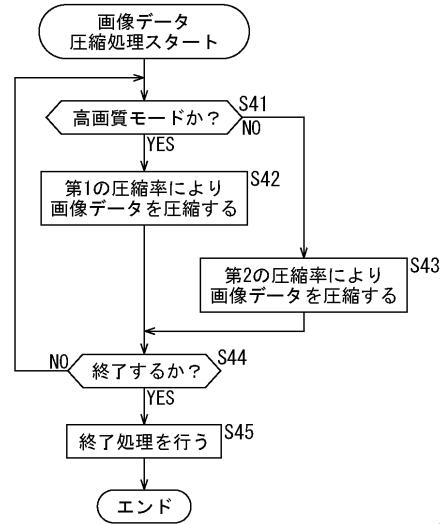 画像データ
圧縮処理スタート
高画質モードか？
S41
NO
YES
第1の圧縮率により
画像データを圧縮する
S42
第2の圧縮率により
画像データを圧縮する
S43
NO
終了するか？
S44
YES
終了処理を行う
S45
エンド